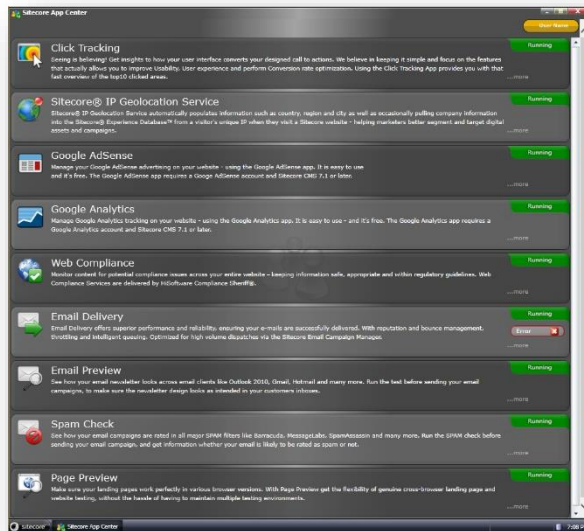 Sitecore App Center
User Name
Click Tracking
Running
Seeing is believing! Get insights to how your user interface converts your designed call to actions. We believe in keeping it simple and focus on the features
that actually allows you to improve Usability, User experience and perform Conversion rate optimization. Using the Click Tracking App provides you with that
fast overview of the top10 clicked areas.
...more
Sitecore® IP Geolocation Service
Running
Sitecore® IP Geolocation Service automatically populates information such as country, region and city as well as occasionally pulling company information
into the Sitecore® Experience Database™ from a visitor's unique IP when they visit a Sitecore website - helping marketers better segment and target digital
assets and campaigns.
...more
Google AdSense
Running
Manage your Google AdSense advertising on your website - using the Google AdSense app. It is easy to use
and it's free. The Google AdSense app requires a Googe AdSense account and Sitecore CMS 7.1 or later.
...more
Google Analytics
Running
Manage Google Analytics tracking on your website - using the Google Analytics app. It is easy to use - and it's free. The Google Analytics app requires a
Google Analytics account and Sitecore CMS 7.1 or later.
...more
Web Compliance
Running
Monitor content for potential compliance issues across your entire website - keeping information safe, appropriate and within regulatory guidelines. Web
Compliance Services are delivered by HiSoftware Compliance Sheriff®.
...more
Email Delivery
Running
Email Delivery offers superior performance and reliability, ensuring your e-mails are successfully delivered. With reputation and bounce management,
throttling and intelligent queuing. Optimized for high volume dispatches via the Sitecore Email Campaign Manager.
Error
...more
Email Preview
Running
See how your email newsletter looks across email clients like Outlook 2010, Gmail, Hotmail and many more. Run the test before sending your email
campaigns, to make sure the newsletter design looks as intended in your customers inboxes.
...more
Spam Check
Running
See how your email campaigns are rated in all major SPAM filters like Barracuda, MessageLabs, SpamAssassin and many more. Run the SPAM check before
sending your email campaign, and get information whether your email is likely to be rated as spam or not.
...more
Page Preview
Running
Make sure your landing pages work perfectly in various browser versions. With Page Preview get the flexibility of genuine cross-browser landing page and
website testing, without the hassle of having to maintain multiple testing environments.
...more
sitecore
Sitecore App Center